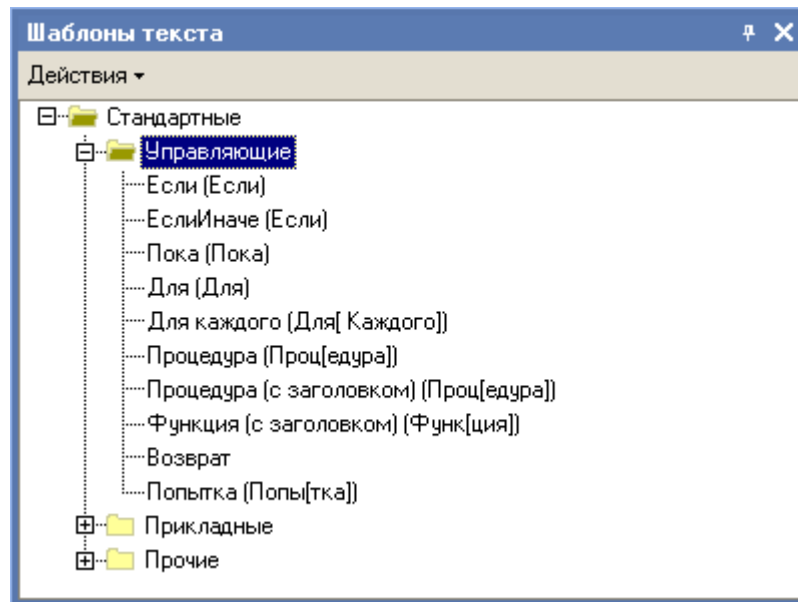 Шаблоны текста
Действия
Стандартные
Управляющие
Если (Если)
ЕслиИначе (Если)
Пока (Пока)
Для (Для)
Для каждого (Для[ Каждого])
Процедура (Проц[едура])
Процедура (с заголовком) (Проц[едура])
Функция (с заголовком) (Функ[ция])
Возврат
Попытка (Попы[тка])
Прикладные
Прочие